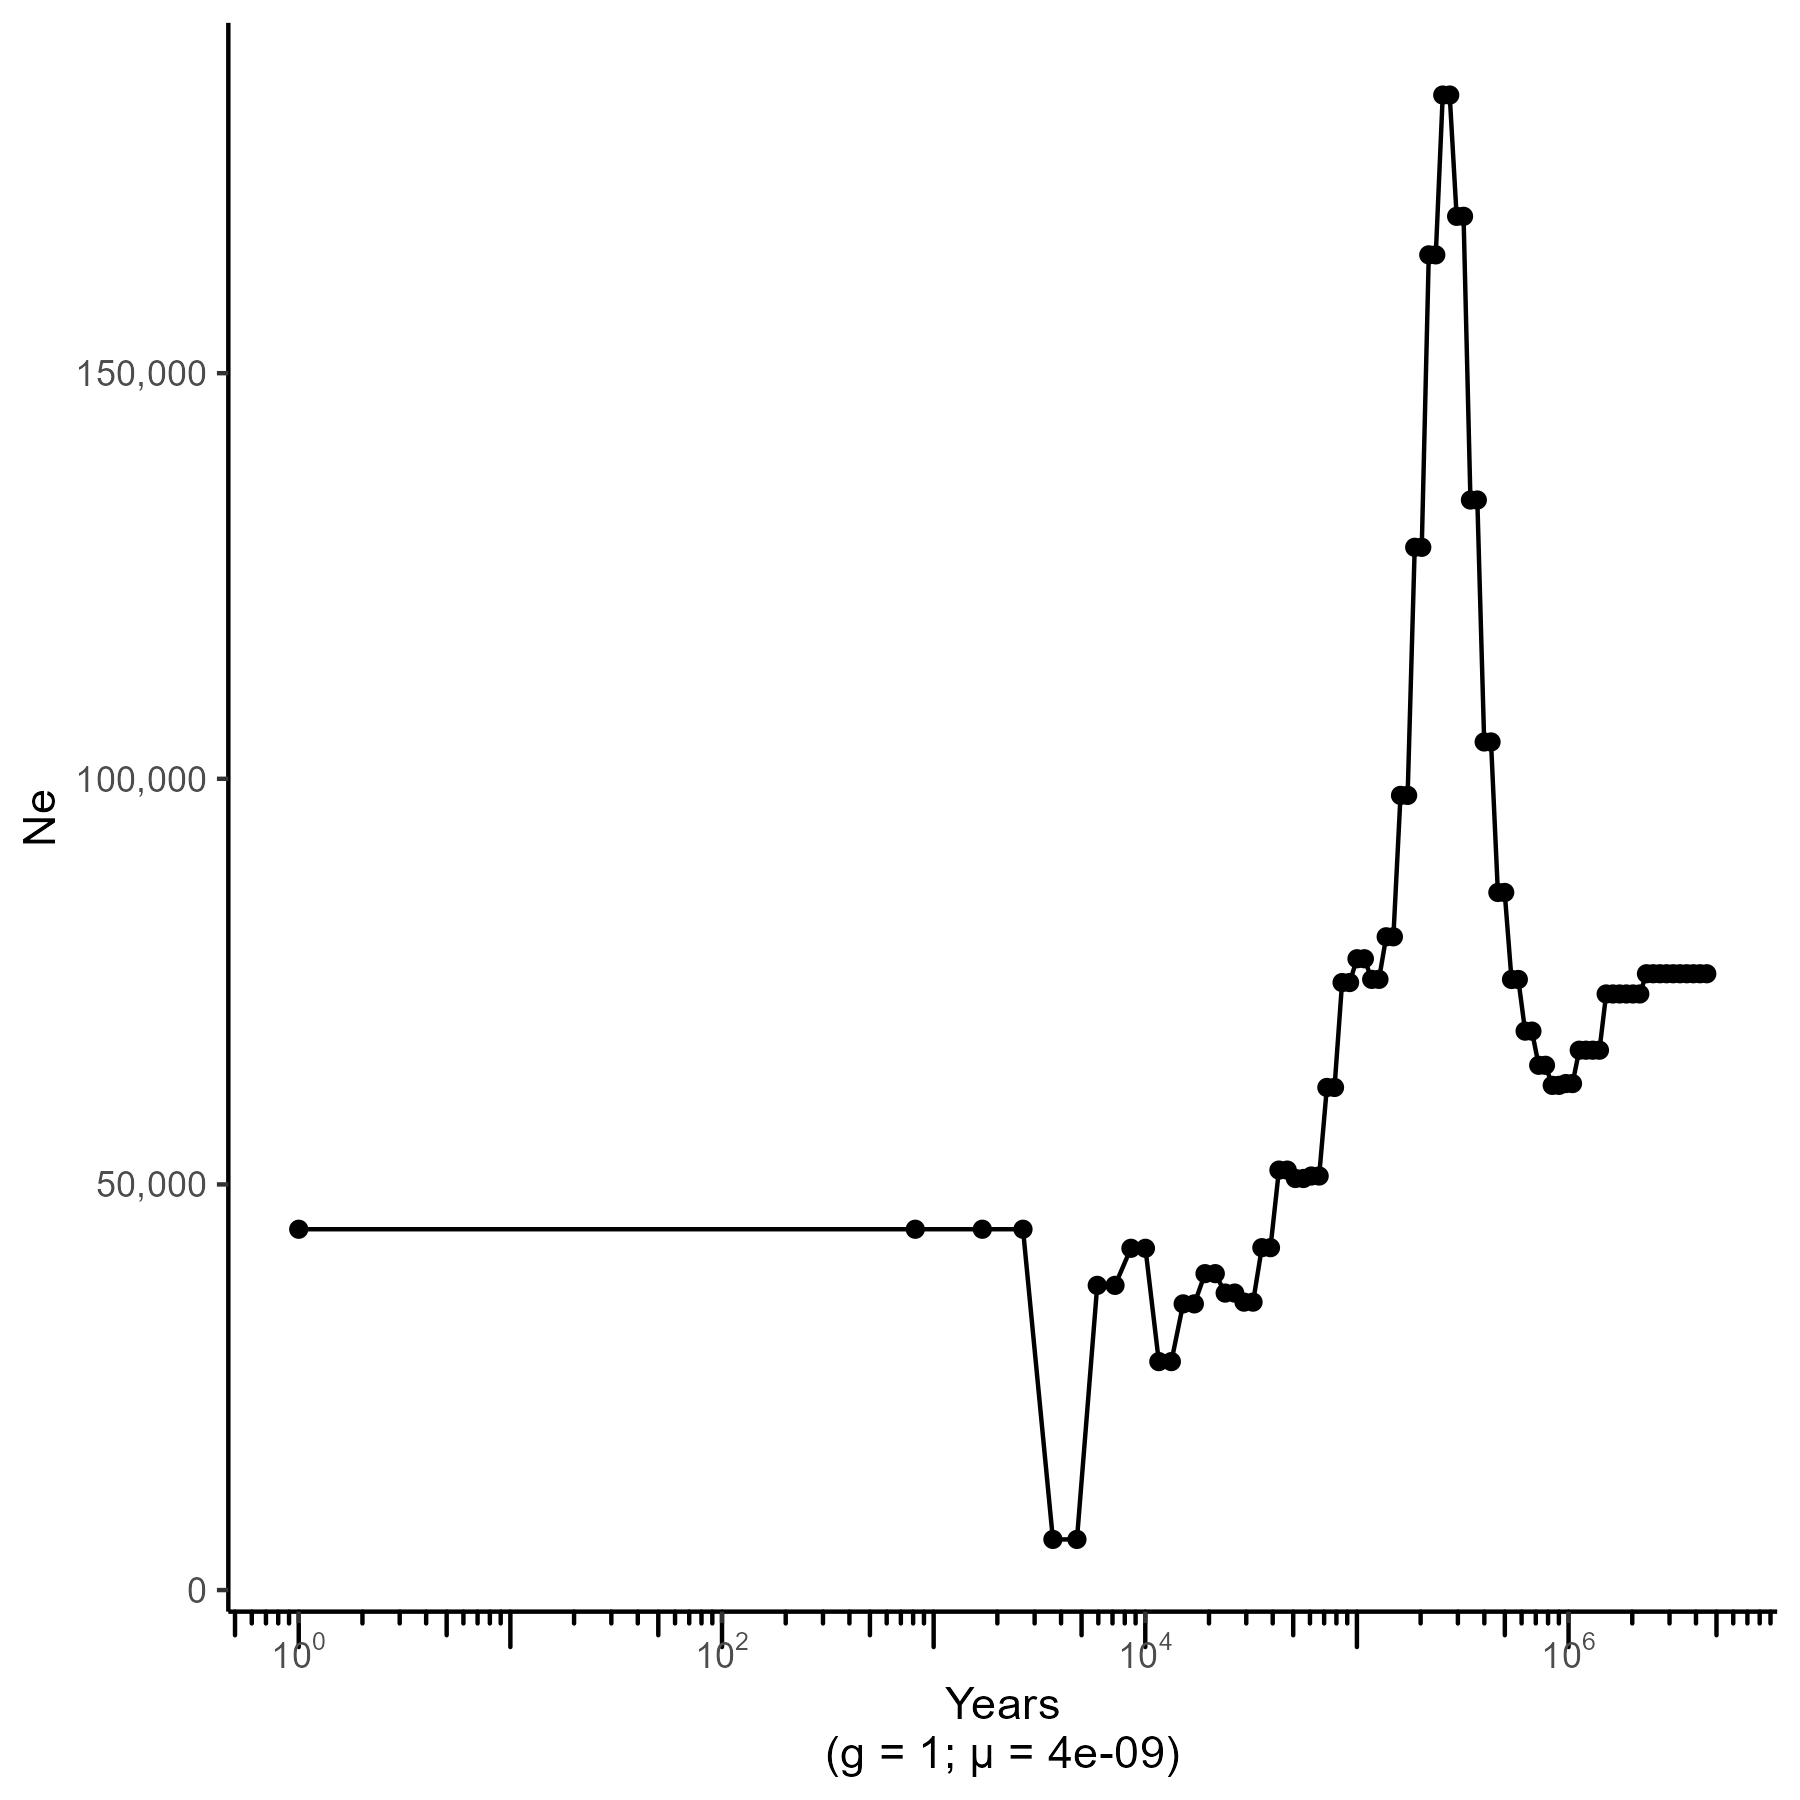 Ne
150,000
100,000
50,000
0
10⁰ 10² 10⁴ 10⁶
Years
(g = 1; μ = 4e-09)